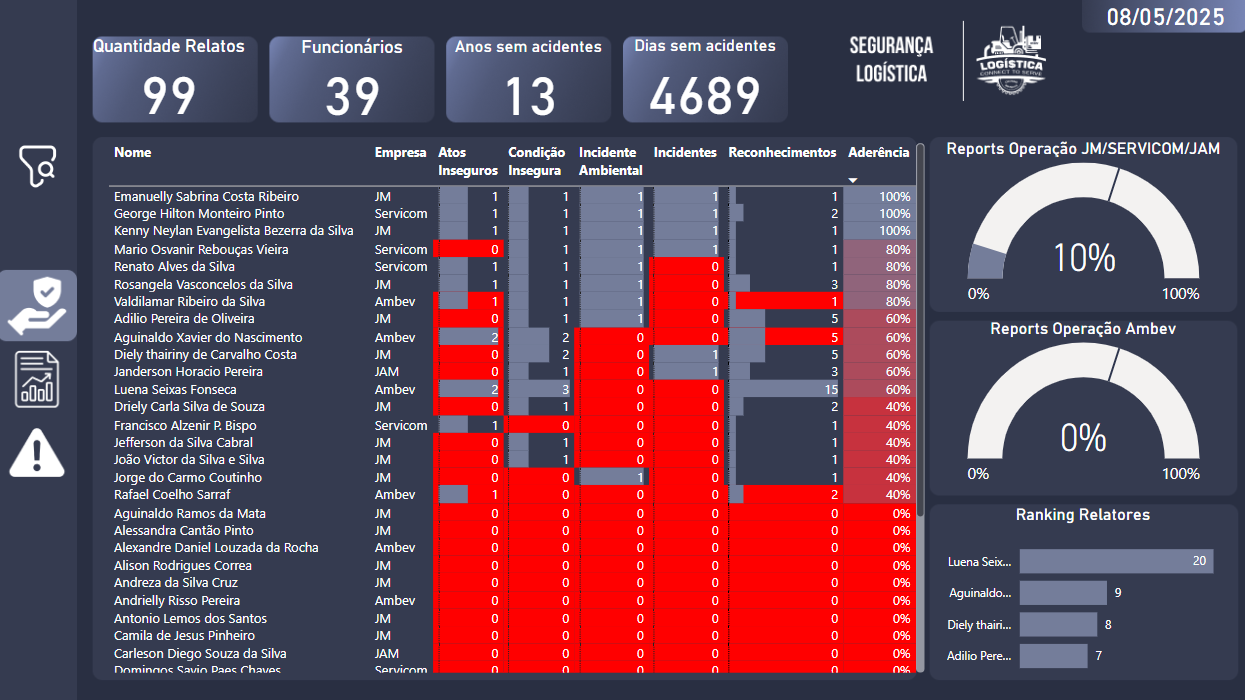 08/05/2025
Quantidade Relatos
99
Funcionários
39
Anos sem acidentes
13
Dias sem acidentes
4689
SEGURANÇA
LOGÍSTICA
LOGÍSTICA
CONNECT TO SERVE
Nome Empresa Atos Inseguros Condição Insegura Incidente Ambiental Incidentes Reconhecimentos Aderência
Emanuelly Sabrina Costa Ribeiro JM 1 1 1 1 1 100%
George Hilton Monteiro Pinto Servicom 1 1 1 1 2 100%
Kenny Neylan Evangelista Bezerra da Silva JM 1 1 1 1 1 100%
Mario Osvanir Rebouças Vieira Servicom 0 1 1 1 1 80%
Renato Alves da Silva Servicom 1 1 1 0 1 80%
Rosangela Vasconcelos da Silva JM 1 1 1 0 3 80%
Valdilamar Ribeiro da Silva Ambev 1 1 1 0 1 80%
Adilio Pereira de Oliveira JM 0 1 1 0 5 60%
Aguinaldo Xavier do Nascimento Ambev 2 2 0 0 5 60%
Diely thairiny de Carvalho Costa JM 0 2 0 1 5 60%
Janderson Horacio Pereira JAM 0 1 0 1 3 60%
Luena Seixas Fonseca Ambev 2 3 0 0 15 60%
Driely Carla Silva de Souza JM 0 1 0 0 2 40%
Francisco Alzenir P. Bispo Servicom 1 0 0 0 1 40%
Jefferson da Silva Cabral JM 0 1 0 0 1 40%
João Victor da Silva e Silva JM 0 1 0 0 1 40%
Jorge do Carmo Coutinho JM 0 0 1 0 1 40%
Rafael Coelho Sarraf Ambev 1 0 0 0 2 40%
Aguinaldo Ramos da Mata JM 0 0 0 0 0 0%
Alessandra Cantão Pinto JM 0 0 0 0 0 0%
Alexandre Daniel Louzada da Rocha Ambev 0 0 0 0 0 0%
Alison Rodrigues Correa JM 0 0 0 0 0 0%
Andreza da Silva Cruz JM 0 0 0 0 0 0%
Andrielly Risso Pereira Ambev 0 0 0 0 0 0%
Antonio Lemos dos Santos JM 0 0 0 0 0 0%
Camila de Jesus Pinheiro JM 0 0 0 0 0 0%
Carleson Diego Souza da Silva JAM 0 0 0 0 0 0%
Domingos Savio Paes Chaves Servicom 0 0 0 0 0 0%
Reports Operação JM/SERVICOM/JAM
10%
0% 100%
Reports Operação Ambev
0%
0% 100%
Ranking Relatores
Luena Seix... 20
Aguinaldo... 9
Diely thairi... 8
Adilio Pere... 7